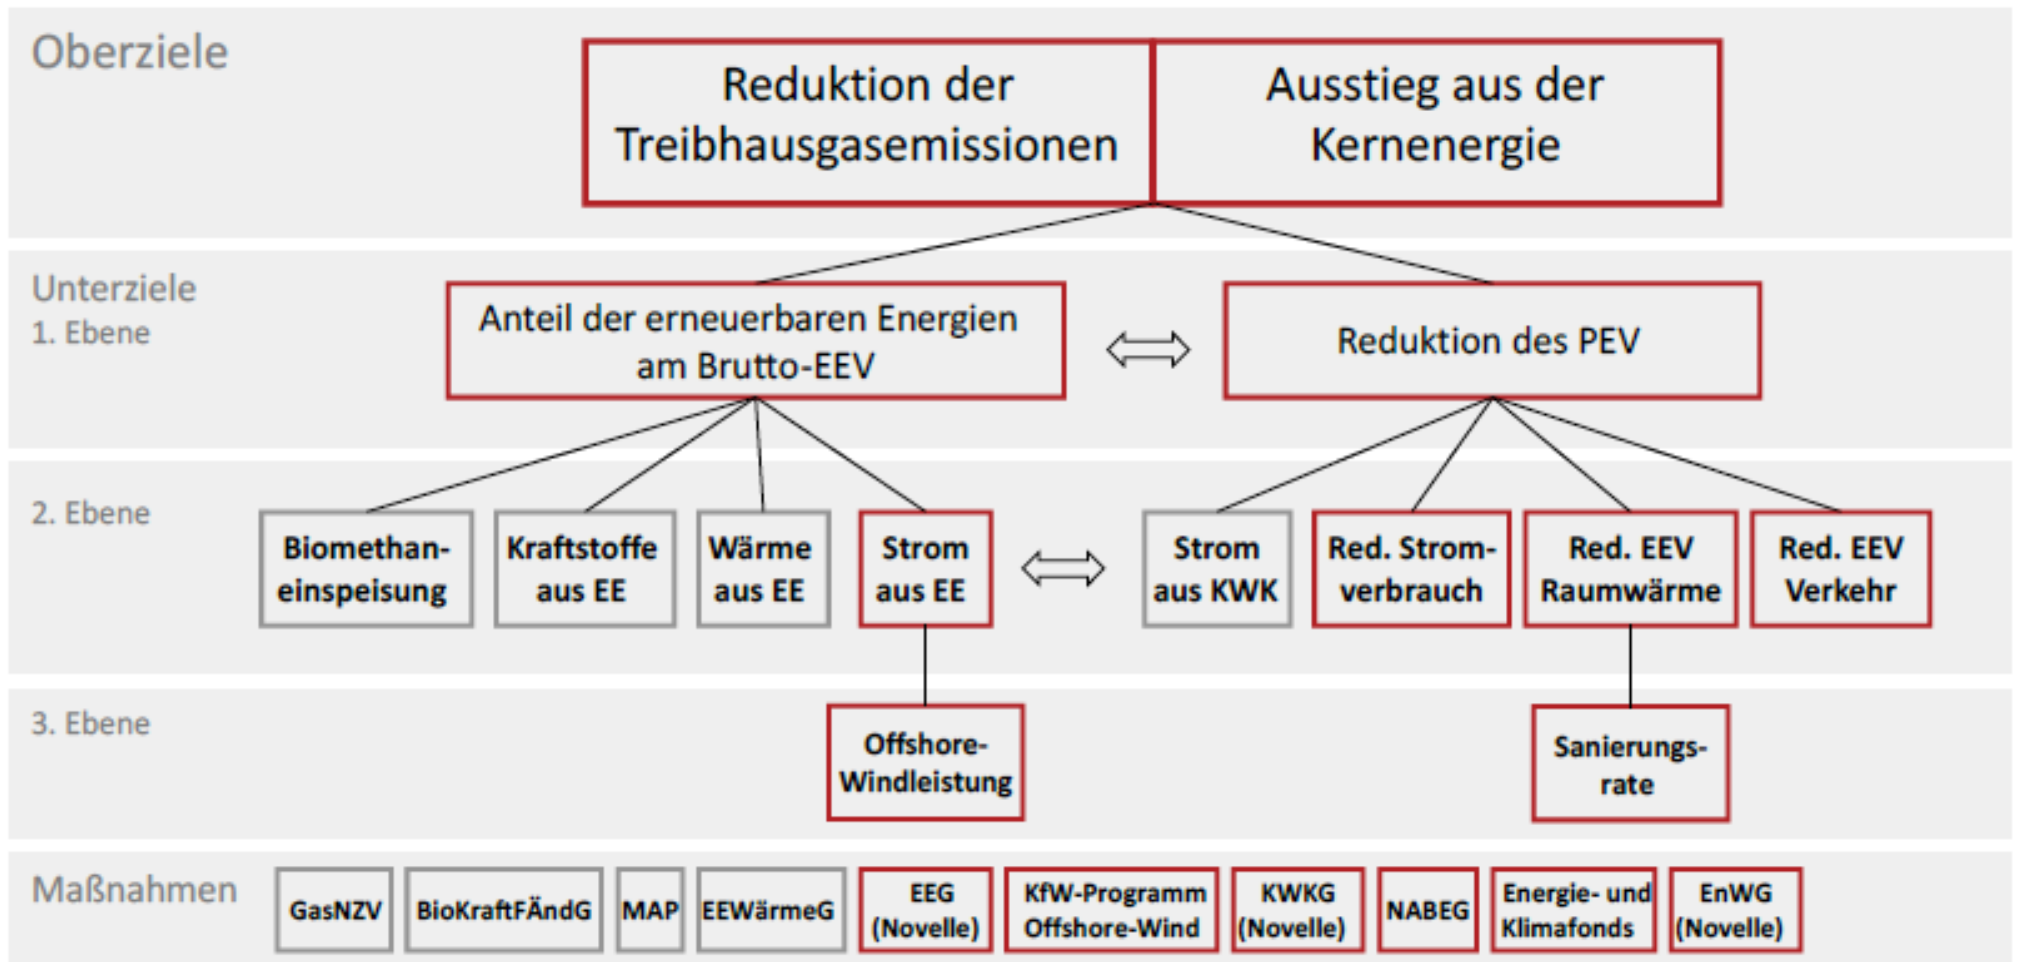 Oberziele
Reduktion der
Treibhausgasemissionen
Ausstieg aus der
Kernenergie
Unterziele
1. Ebene
Anteil der erneuerbaren Energien
am Brutto-EEV
Reduktion des PEV
2. Ebene
Biomethan-
einspeisung
Kraftstoffe
aus EE
Wärme
aus EE
Strom
aus EE
Strom
aus KWK
Red. Strom-
verbrauch
Red. EEV
Raumwärme
Red. EEV
Verkehr
3. Ebene
Offshore-
Windleistung
Sanierungs-
rate
Maßnahmen
GasNZV
BioKraftFÄndG
MAP
EEWärmeG
EEG
(Novelle)
KfW-Programm
Offshore-Wind
KWKG
(Novelle)
NABEG
Energie- und
Klimafonds
EnWG
(Novelle)